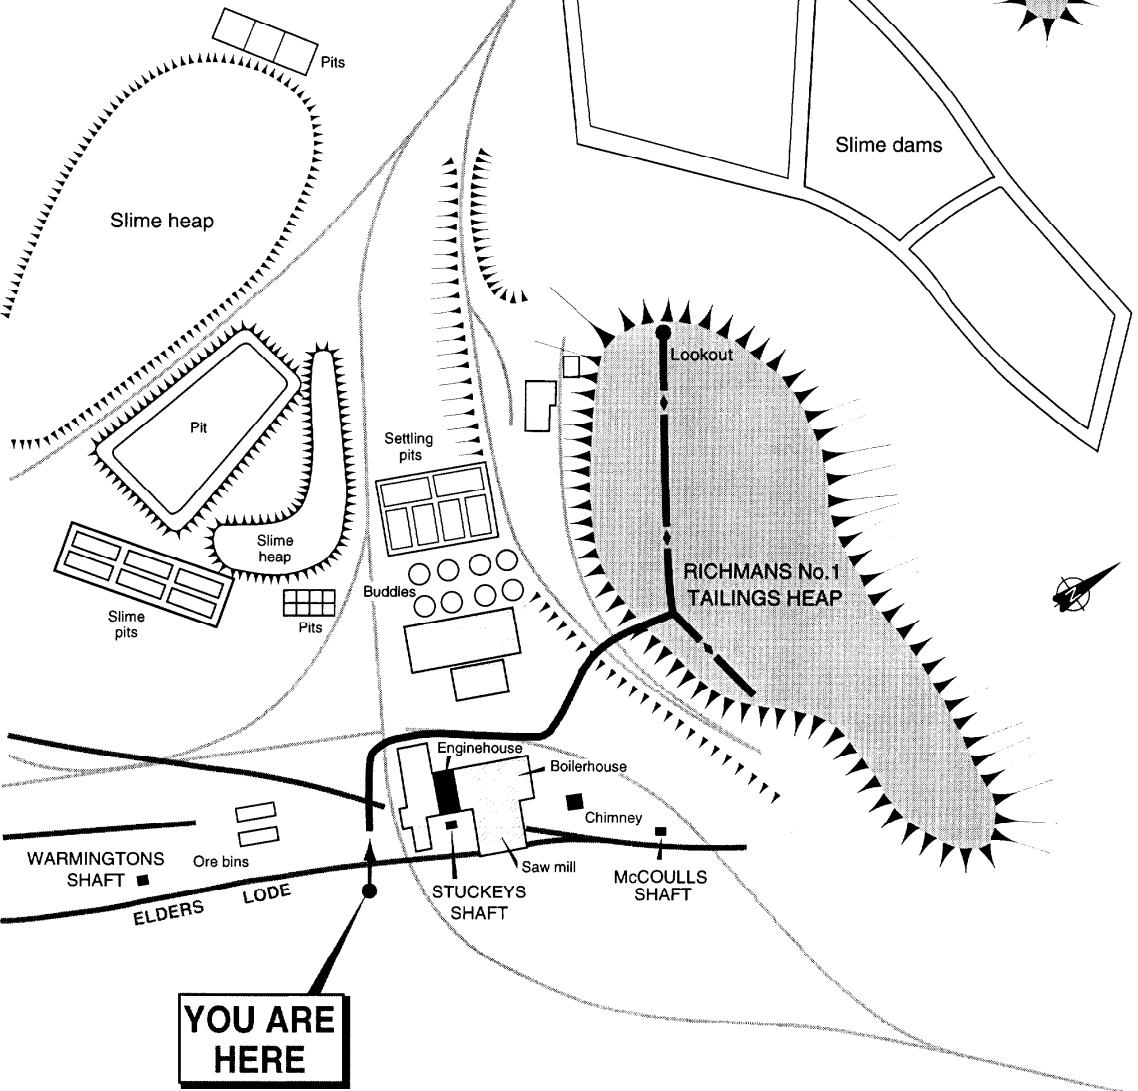 Pits
Slime dams
Slime heap
Lookout
Pit
Settling
pits
Slime
heap
RICHMANS No.1
TAILINGS HEAP
Buddles
Slime
pits
Pits
N
Enginehouse
Boilerhouse
Chimney
Ore bins
Saw mill
WARMINGTONS
SHAFT
McCOULLS
SHAFT
STUCKEYS
SHAFT
ELDERS LODE
YOU ARE
HERE